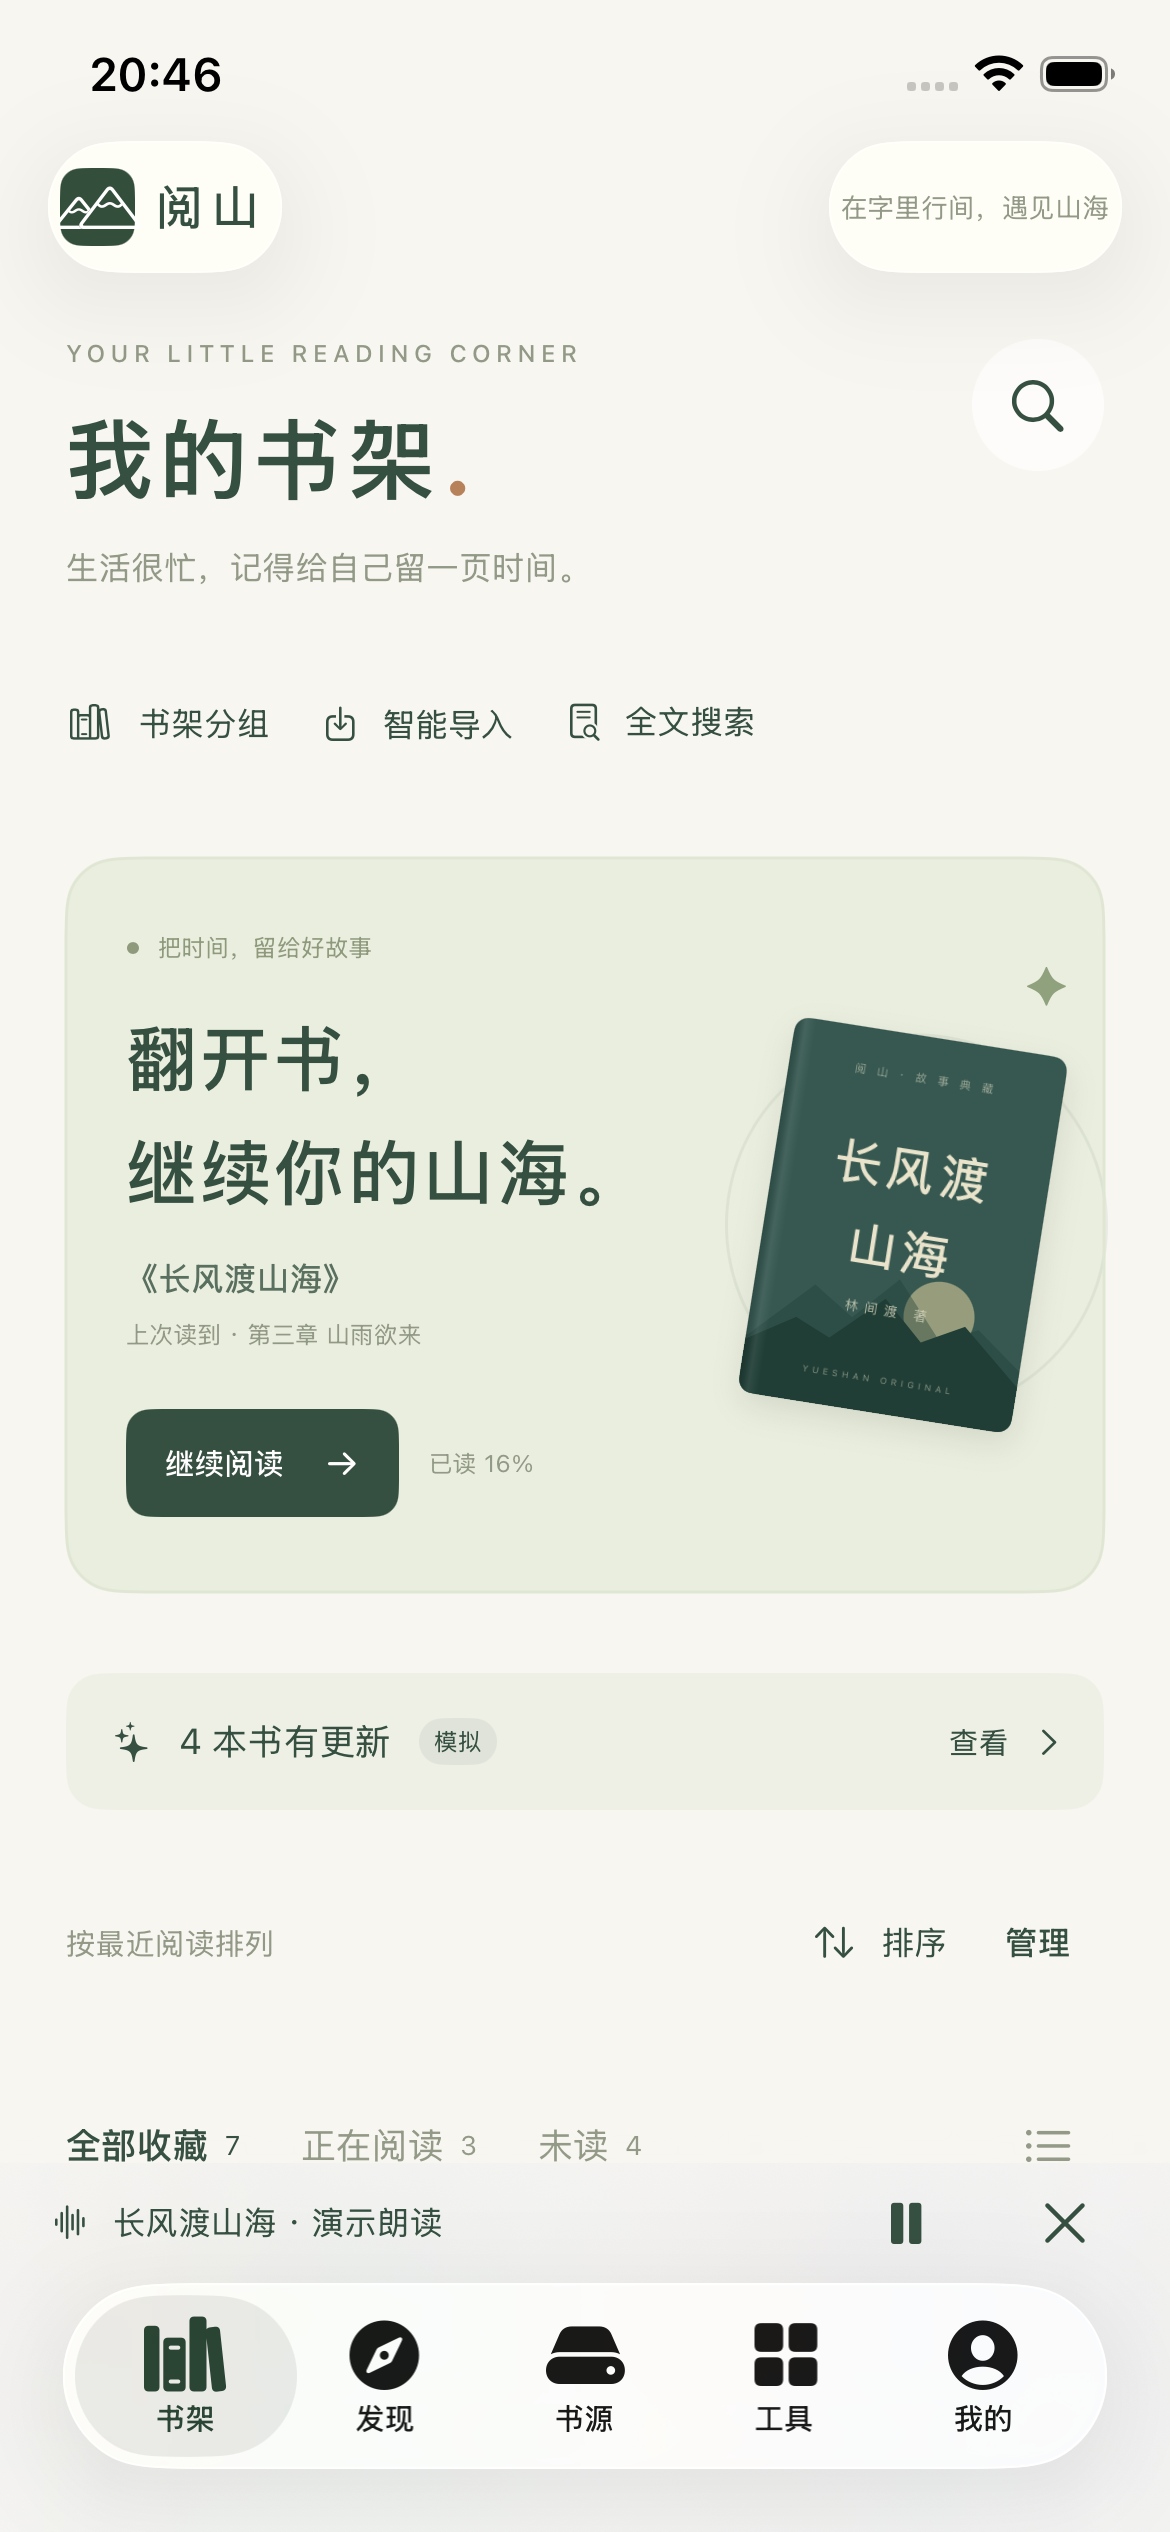 20:46
阅山
在字里行间，遇见山海
YOUR LITTLE READING CORNER
我的书架.
生活很忙，记得给自己留一页时间。
书架分组 智能导入 全文搜索
把时间，留给好故事
翻开书，
继续你的山海。
《长风渡山海》
上次读到 · 第三章 山雨欲来
继续阅读 → 已读 16%
阅山 · 故事典藏
长风渡
山海
林间渡 著
YUESHAN ORIGINAL
4 本书有更新 模拟 查看
按最近阅读排列 排序 管理
全部收藏 7 正在阅读 3 未读 4
长风渡山海 · 演示朗读
书架 发现 书源 工具 我的